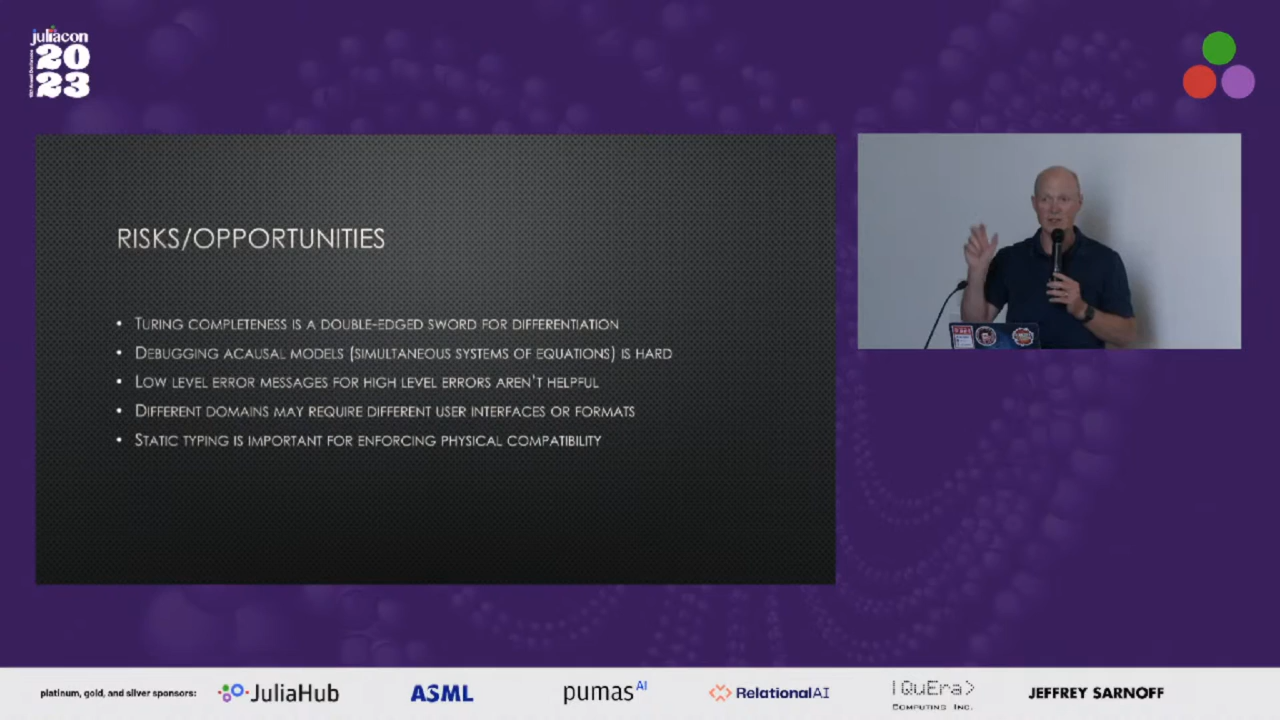 juliacon
20
23
RISKS/OPPORTUNITIES
• TURING COMPLETENESS IS A DOUBLE-EDGED SWORD FOR DIFFERENTIATION
• DEBUGGING ACAUSAL MODELS (SIMULTANEOUS SYSTEMS OF EQUATIONS) IS HARD
• LOW LEVEL ERROR MESSAGES FOR HIGH LEVEL ERRORS AREN'T HELPFUL
• DIFFERENT DOMAINS MAY REQUIRE DIFFERENT USER INTERFACES OR FORMATS
• STATIC TYPING IS IMPORTANT FOR ENFORCING PHYSICAL COMPATIBILITY
platinum, gold, and silver sponsors:
JuliaHub
ASML
pumasAI
RelationalAI
|QuEra>
COMPUTING INC.
JEFFREY SARNOFF